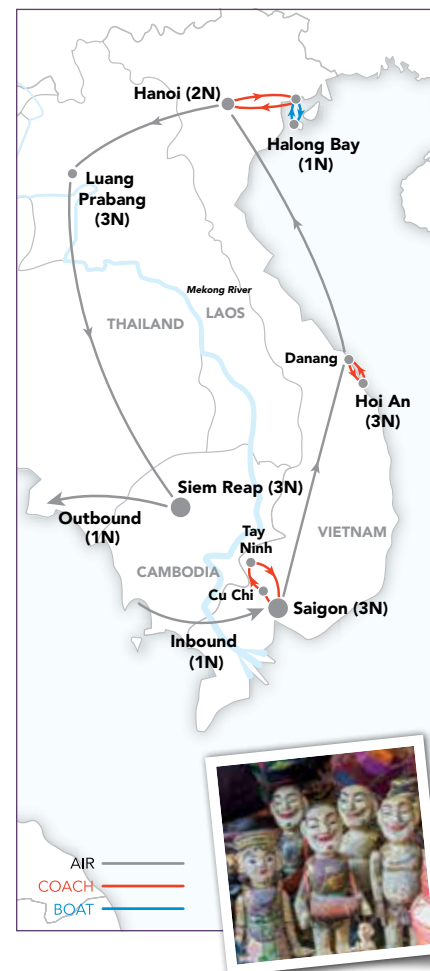 Hanoi (2N)
Halong Bay
(1N)
Luang
Prabang
(3N)
Mekong River
LAOS
THAILAND
Danang
Hoi An
(3N)
Siem Reap (3N)
Outbound
(1N)
Tay
Ninh
VIETNAM
CAMBODIA
Cu Chi
Saigon (3N)
Inbound
(1N)
AIR
COACH
BOAT